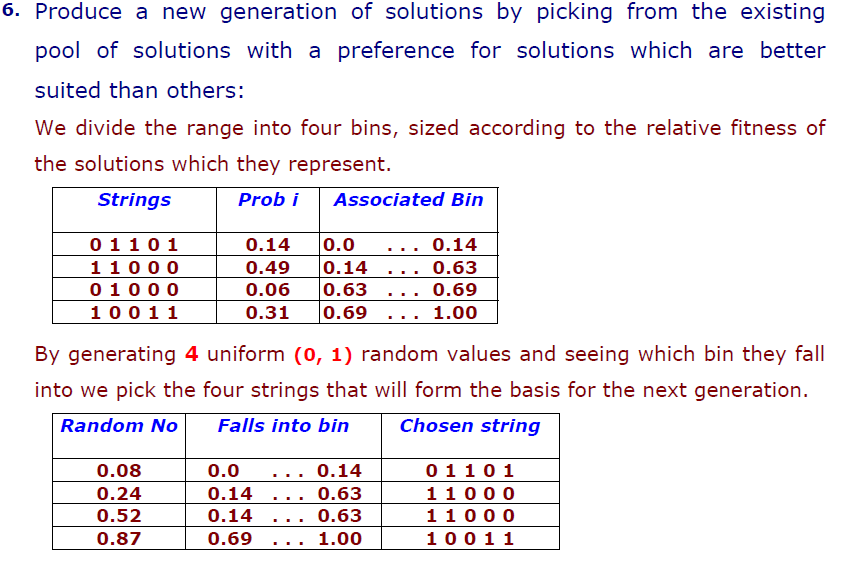 6. Produce a new generation of solutions by picking from the existing
pool of solutions with a preference for solutions which are better
suited than others:
We divide the range into four bins, sized according to the relative fitness of
the solutions which they represent.
Strings Prob i Associated Bin
0 1 1 0 1 0.14 0.0 ... 0.14
1 1 0 0 0 0.49 0.14 ... 0.63
0 1 0 0 0 0.06 0.63 ... 0.69
1 0 0 1 1 0.31 0.69 ... 1.00
By generating 4 uniform (0, 1) random values and seeing which bin they fall
into we pick the four strings that will form the basis for the next generation.
Random No Falls into bin Chosen string
0.08 0.0 ... 0.14 0 1 1 0 1
0.24 0.14 ... 0.63 1 1 0 0 0
0.52 0.14 ... 0.63 1 1 0 0 0
0.87 0.69 ... 1.00 1 0 0 1 1